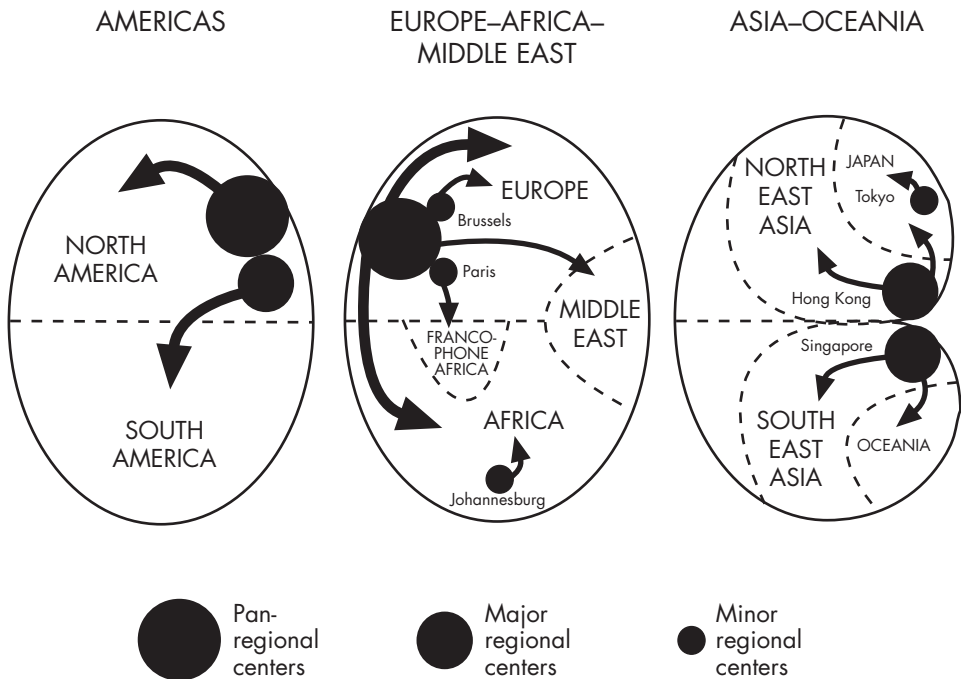 AMERICAS
EUROPE–AFRICA–
MIDDLE EAST
ASIA–OCEANIA
NORTH
AMERICA
SOUTH
AMERICA
EUROPE
Brussels
Paris
MIDDLE
EAST
FRANCO-
PHONE
AFRICA
AFRICA
Johannesburg
NORTH
EAST
ASIA
JAPAN
Tokyo
Hong Kong
Singapore
SOUTH
EAST
ASIA
OCEANIA
Pan-
regional
centers
Major
regional
centers
Minor
regional
centers